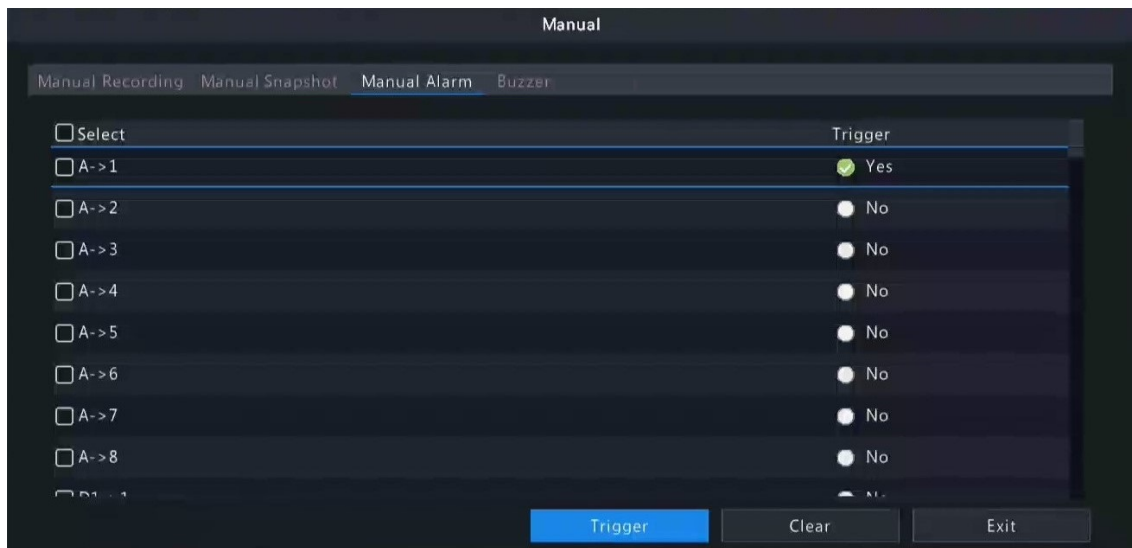 Manual
Manual Recording Manual Snapshot Manual Alarm Buzzer
Select Trigger
A->1 Yes
A->2 No
A->3 No
A->4 No
A->5 No
A->6 No
A->7 No
A->8 No
Trigger Clear Exit